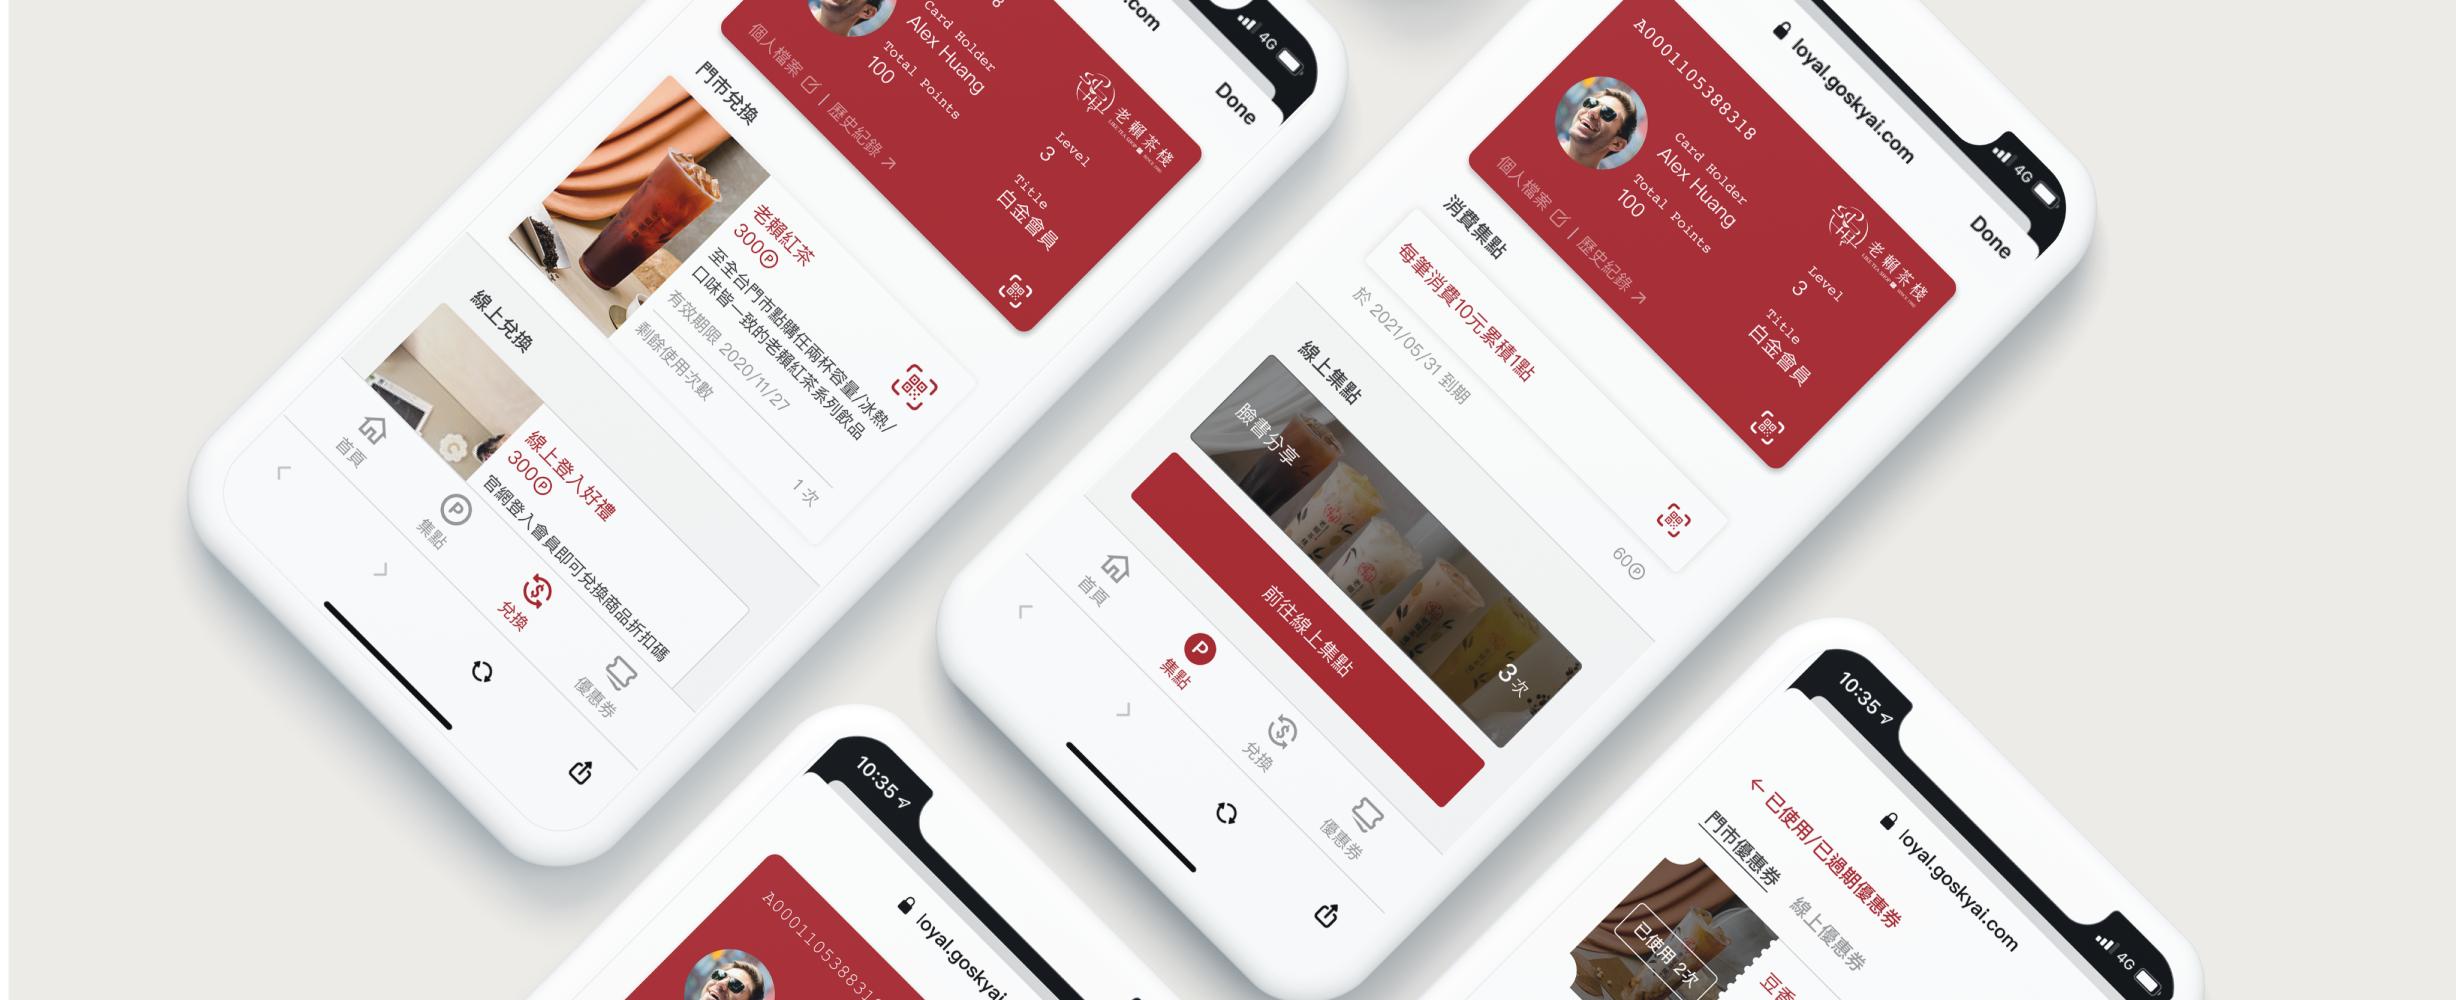 .com
4G
Done
8
Card Holder
Alex Huang
Total Points
100
個人檔案 | 歷史紀錄
老賴茶棧
Level
3
Title
白金會員
門市兌換
老賴紅茶
300P
至全台門市點購任兩杯容量/冰熱/
口味皆一致的老賴紅茶系列飲品
有效期限 2020/11/27
剩餘使用次數
1 次
線上兌換
線上登入好禮
300P
官網登入會員即可兌換商品折扣碼
首頁
P
集點
兌換
優惠券
loyal.goskyai.com
4G
Done
A0001105388318
Card Holder
Alex Huang
Total Points
100
個人檔案 | 歷史紀錄
老賴茶棧
Level
3
Title
白金會員
消費集點
每筆消費10元累積1點
於 2021/05/31 到期
60P
線上集點
臉書分享
3次
前往線上集點
首頁
P
集點
兌換
優惠券
10:35
loyal.goskyai
A000110538831
10:35
loyal.goskyai.com
4G
已使用/已過期優惠券
門市優惠券
線上優惠券
已使用 2次
豆香